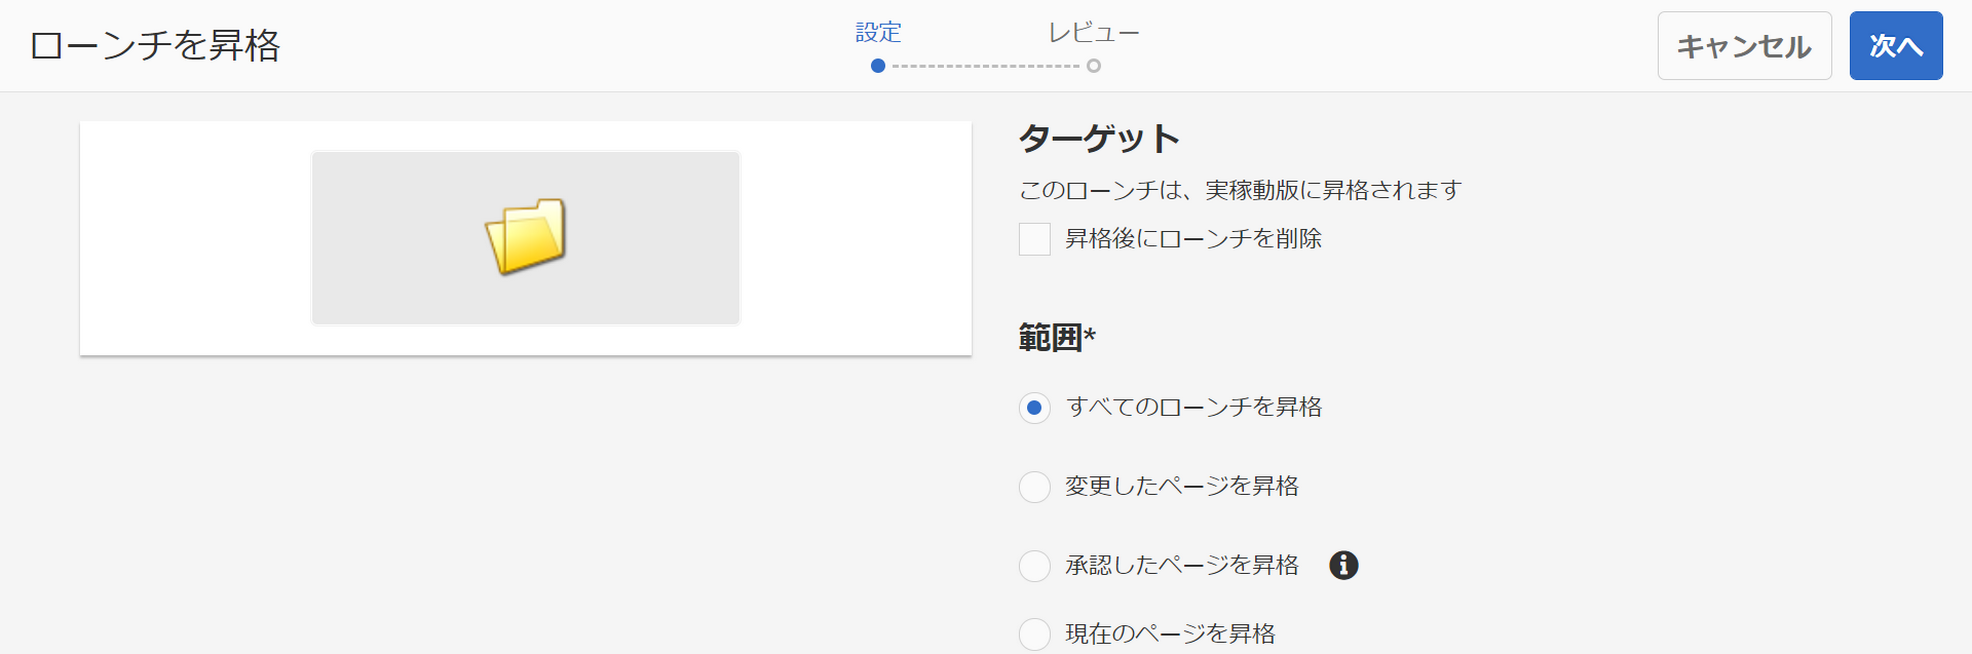 ローンチを昇格
設定
レビュー
キャンセル
次へ
ターゲット
このローンチは、実稼動版に昇格されます
昇格後にローンチを削除
範囲*
すべてのローンチを昇格
変更したページを昇格
承認したページを昇格
現在のページを昇格